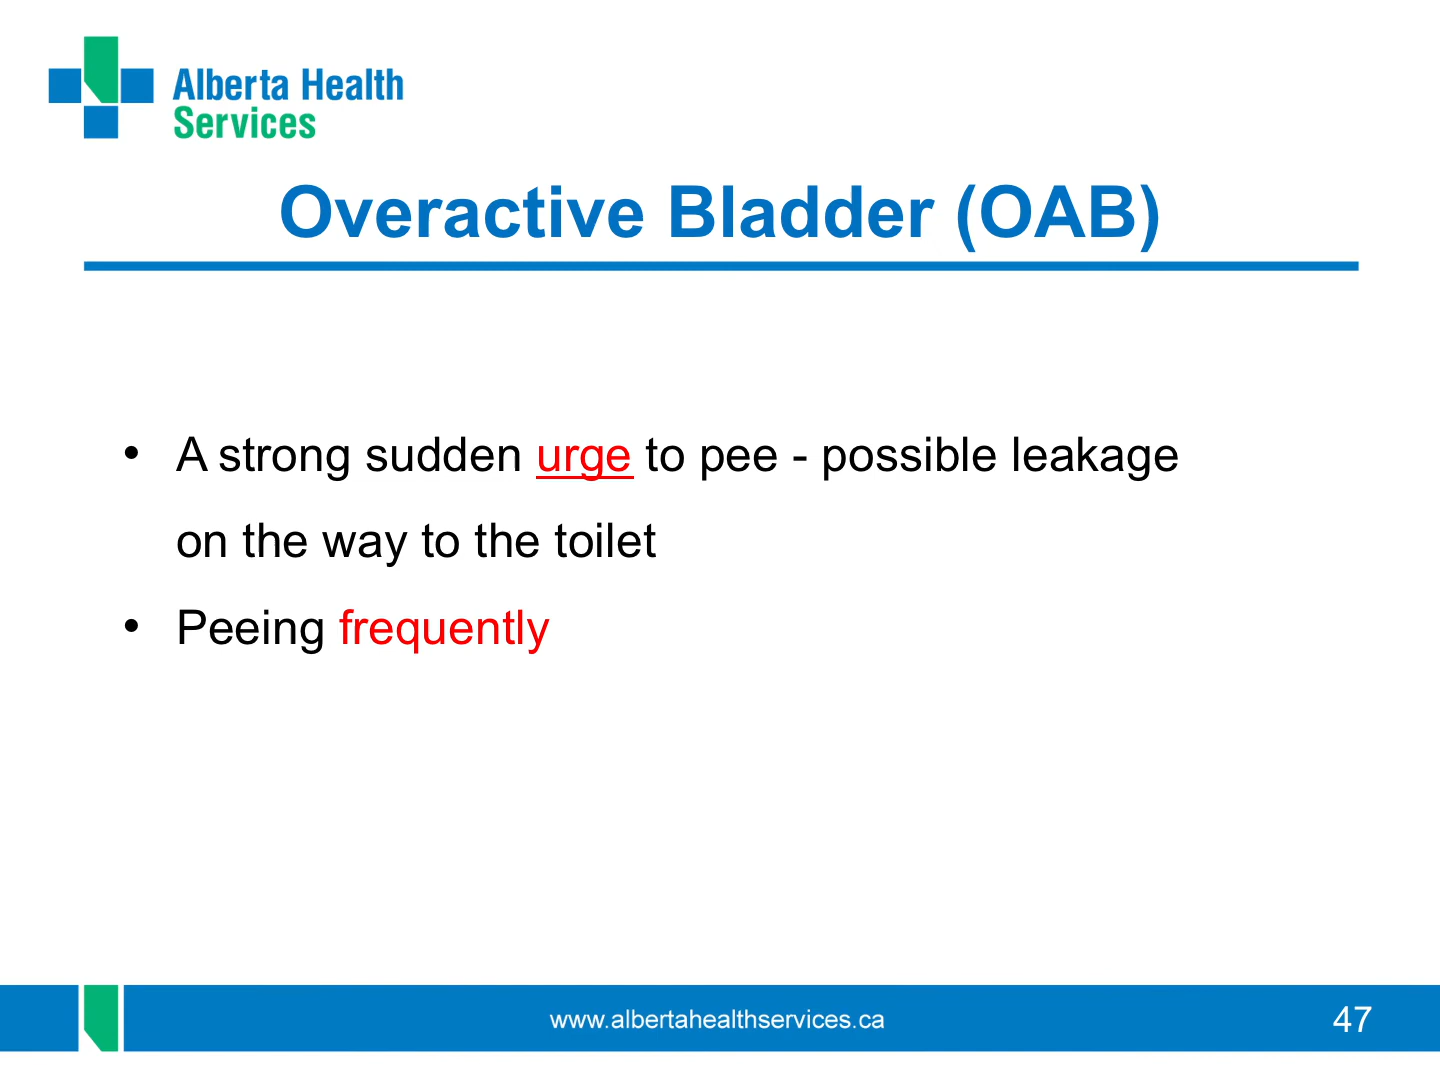 Alberta Health
Services
Overactive Bladder (OAB)
• A strong sudden urge to pee - possible leakage
on the way to the toilet
• Peeing frequently
www.albertahealthservices.ca
47